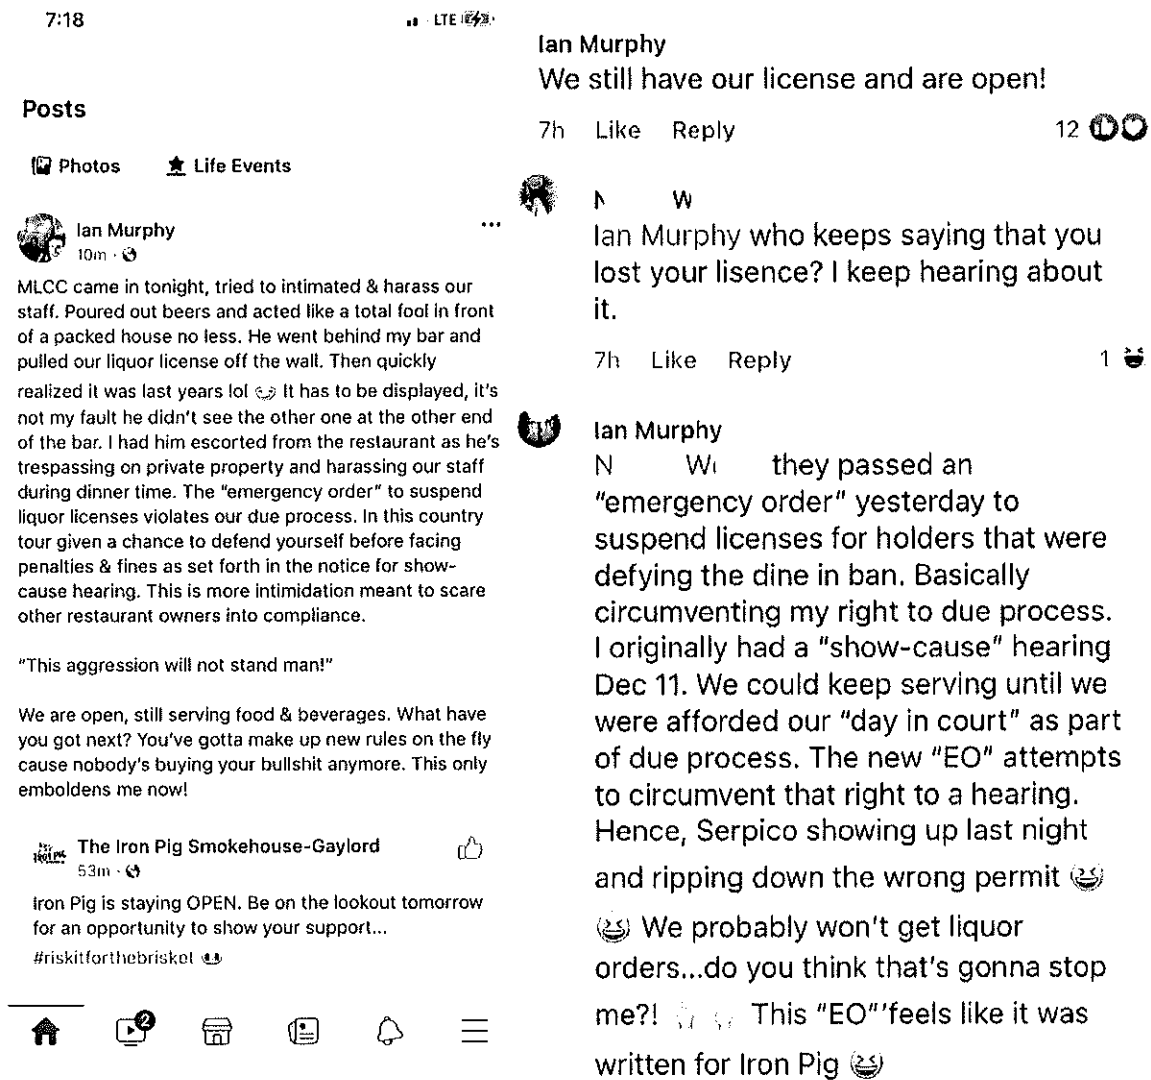 7:18
LTE
Posts
Photos
Life Events
Ian Murphy
10m ·
MLCC came in tonight, tried to intimated & harass our
staff. Poured out beers and acted like a total fool in front
of a packed house no less. He went behind my bar and
pulled our liquor license off the wall. Then quickly
realized it was last years lol It has to be displayed, it's
not my fault he didn't see the other one at the other end
of the bar. I had him escorted from the restaurant as he's
trespassing on private property and harassing our staff
during dinner time. The "emergency order" to suspend
liquor licenses violates our due process. In this country
tour given a chance to defend yourself before facing
penalties & fines as set forth in the notice for show-
cause hearing. This is more intimidation meant to scare
other restaurant owners into compliance.
"This aggression will not stand man!"
We are open, still serving food & beverages. What have
you got next? You've gotta make up new rules on the fly
cause nobody's buying your bullshit anymore. This only
emboldens me now!
The Iron Pig Smokehouse-Gaylord
53m ·
Iron Pig is staying OPEN. Be on the lookout tomorrow
for an opportunity to show your support...
#riskitforthebrisket
2
Ian Murphy
We still have our license and are open!
7h Like Reply 12
N W
Ian Murphy who keeps saying that you
lost your lisence? I keep hearing about
it.
7h Like Reply 1
Ian Murphy
N W they passed an
"emergency order" yesterday to
suspend licenses for holders that were
defying the dine in ban. Basically
circumventing my right to due process.
I originally had a "show-cause" hearing
Dec 11. We could keep serving until we
were afforded our "day in court" as part
of due process. The new "EO" attempts
to circumvent that right to a hearing.
Hence, Serpico showing up last night
and ripping down the wrong permit
We probably won't get liquor
orders...do you think that's gonna stop
me?! This "EO"'feels like it was
written for Iron Pig